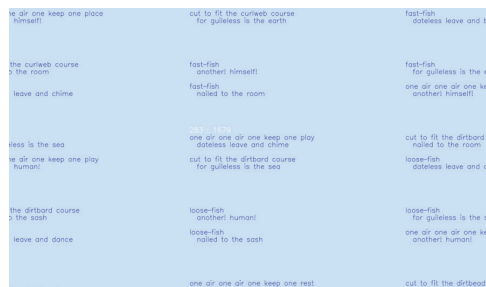 air one keep one place
himself!
the curlweb course
the room
leave and chime
is the sea
air one keep one play
human!
the dirtbard course
the sash
leave and dance
cut to fit the curlweb course
for guileless is the earth
fast-fish
another! himself!
fast-fish
nailed to the room
one air one air one keep one play
dateless leave and chime
cut to fit the dirtbard course
for guileless is the sea
loose-fish
another! human!
loose-fish
nailed to the sash
one air one air one keep one rest
fast-fish
dateless leave and
fast-fish
for guileless is the
one air one air one
another! himself!
cut to fit the dirtbard
nailed to the room
loose-fish
dateless leave and
loose-fish
for guileless is the
one air one air one
another! human!
cut to fit the dirtbead